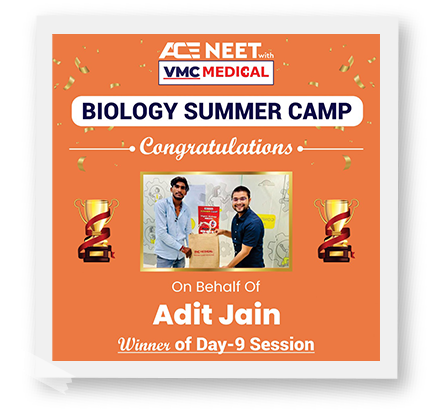 ACE NEET with
VMC MEDICAL
BIOLOGY SUMMER CAMP
Congratulations
On Behalf Of
Adit Jain
Winner of Day-9 Session